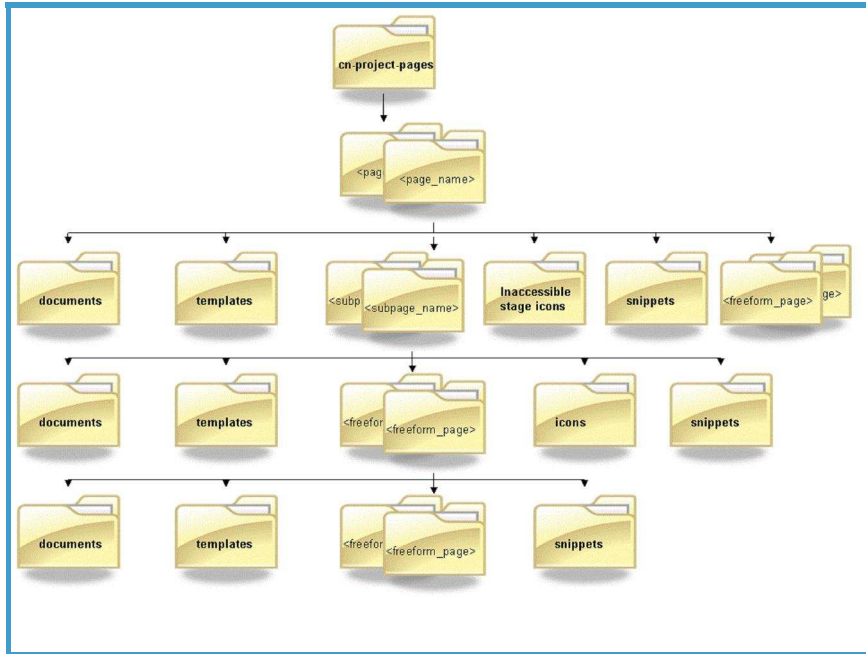 cn-project-pages
<pag
<page_name>
documents
templates
<subp
<subpage_name>
Inaccessible
stage icons
snippets
<freeform_page>
ge>
documents
templates
<freefor
<freeform_page>
icons
snippets
documents
templates
<freefor
<freeform_page>
snippets